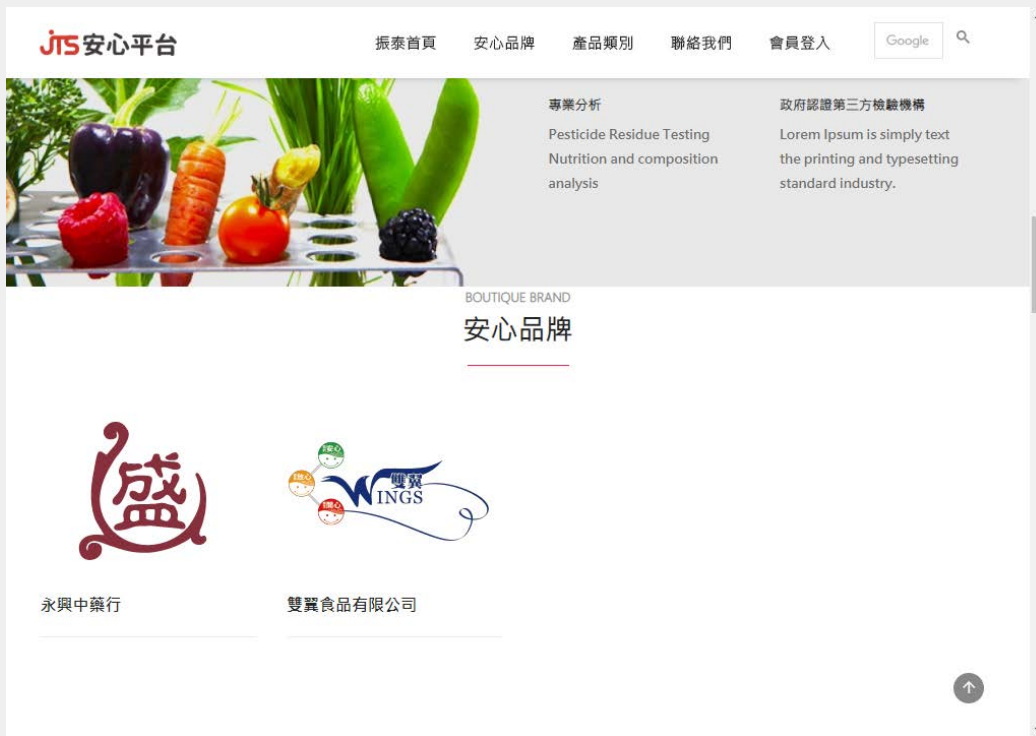 JTS 安心平台
振泰首頁 安心品牌 產品類別 聯絡我們 會員登入 Google
專業分析
Pesticide Residue Testing
Nutrition and composition
analysis
政府認證第三方檢驗機構
Lorem Ipsum is simply text
the printing and typesetting
standard industry.
BOUTIQUE BRAND
安心品牌
盛
安心
雙翼
WINGS
永興中藥行
雙翼食品有限公司